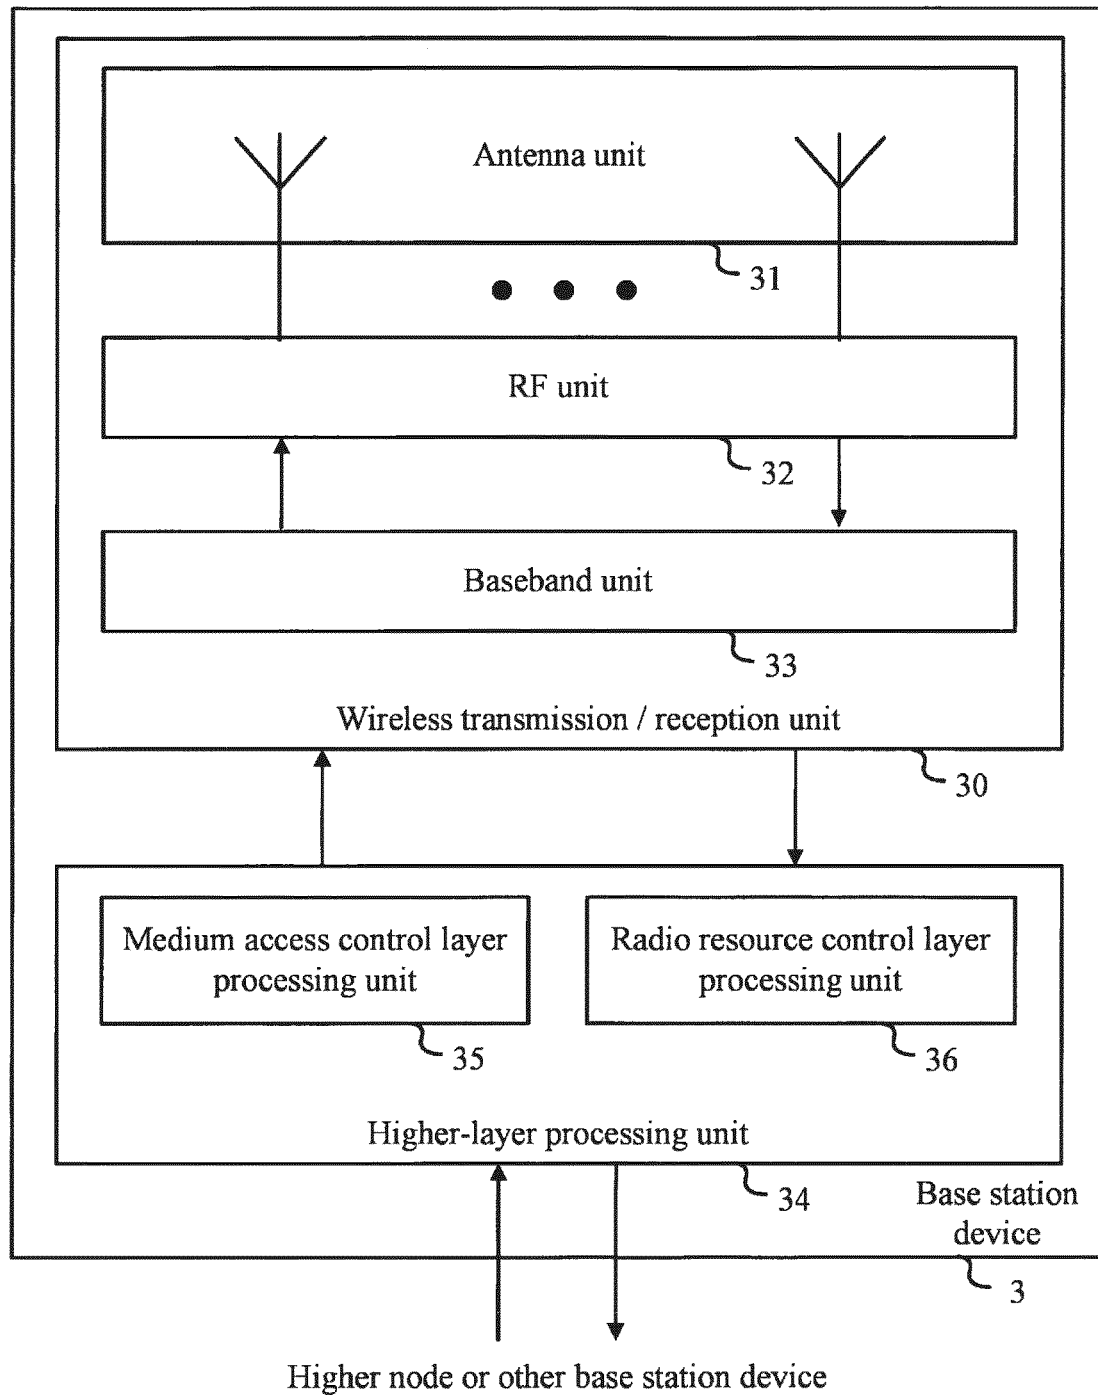 Antenna unit
31
RF unit
32
Baseband unit
33
Wireless transmission / reception unit
30
Medium access control layer
processing unit
35
Radio resource control layer
processing unit
36
Higher-layer processing unit
34
Base station
device
3
Higher node or other base station device